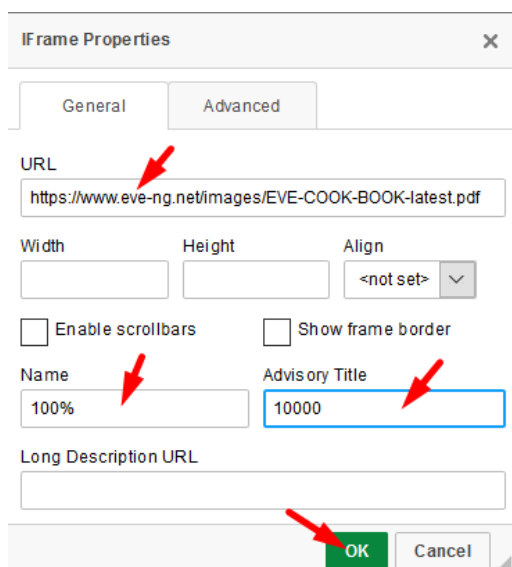 IFrame Properties
General Advanced
URL
https://www.eve-ng.net/images/EVE-COOK-BOOK-latest.pdf
Width Height Align
<not set>
Enable scrollbars Show frame border
Name Advisory Title
100% 10000
Long Description URL
OK Cancel